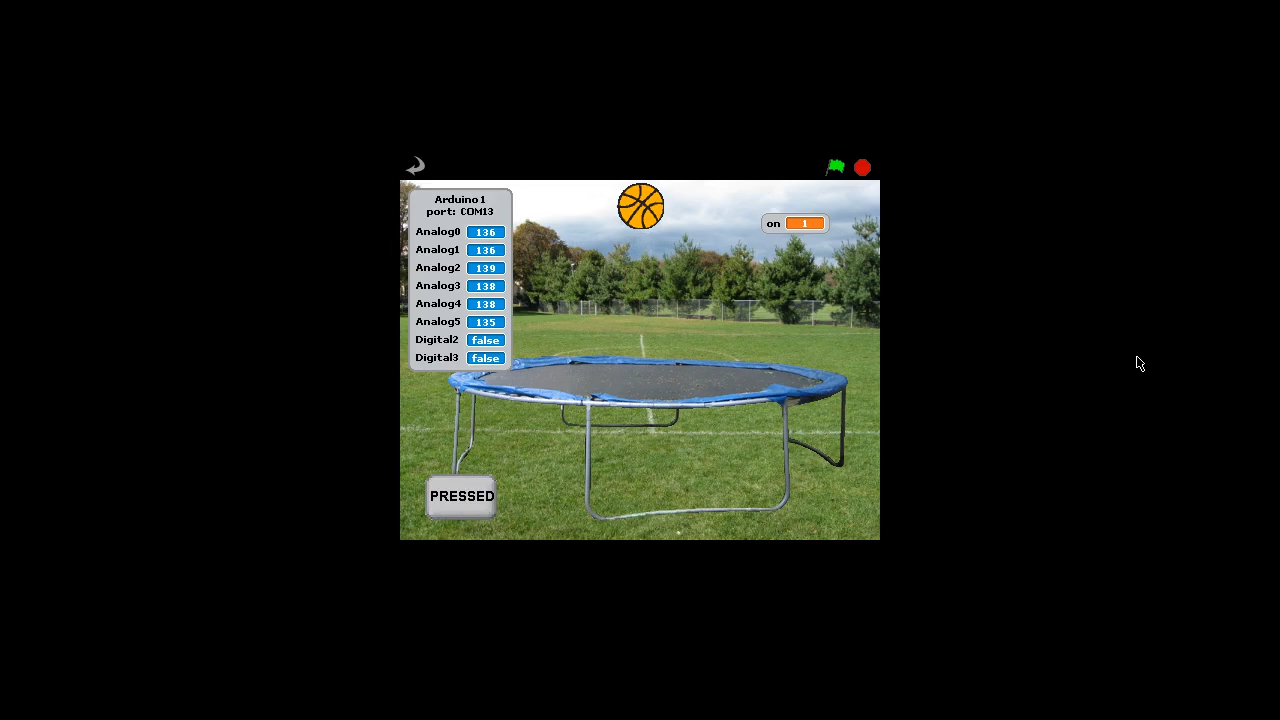 Arduino1
port: COM13
Analog0 136
Analog1 136
Analog2 139
Analog3 138
Analog4 138
Analog5 135
Digital2 false
Digital3 false
on 1
PRESSED